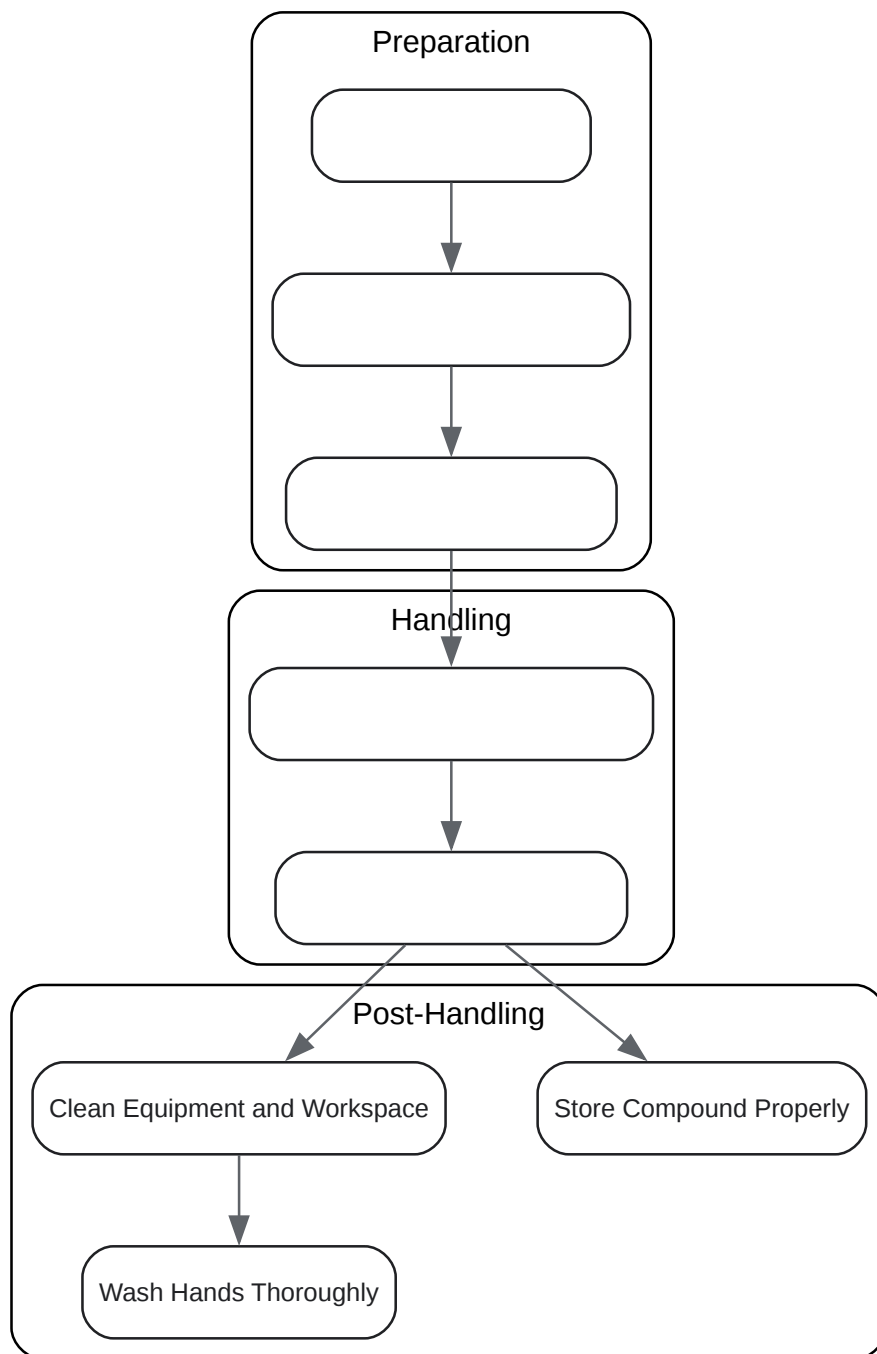 Preparation
Handling
Post-Handling
Clean Equipment and Workspace
Store Compound Properly
Wash Hands Thoroughly